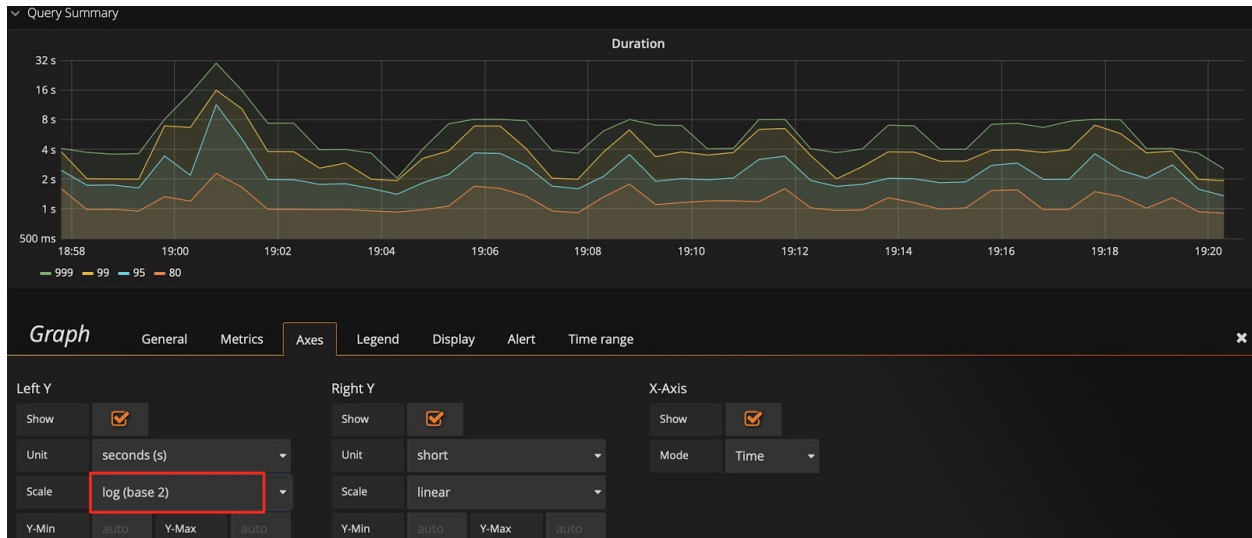 Query Summary
Duration
32 s
16 s
8 s
4 s
2 s
1 s
500 ms
18:58 19:00 19:02 19:04 19:06 19:08 19:10 19:12 19:14 19:16 19:18 19:20
999 99 95 80
Graph General Metrics Axes Legend Display Alert Time range
Left Y Right Y X-Axis
Show Show Show
Unit seconds (s) Unit short Mode Time
Scale log (base 2) Scale linear
Y-Min auto Y-Max auto Y-Min auto Y-Max auto